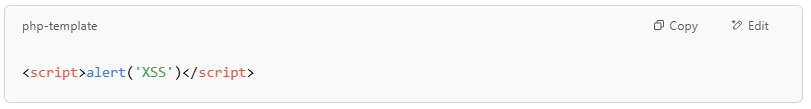 php-template Copy Edit
<script>alert('XSS')</script>